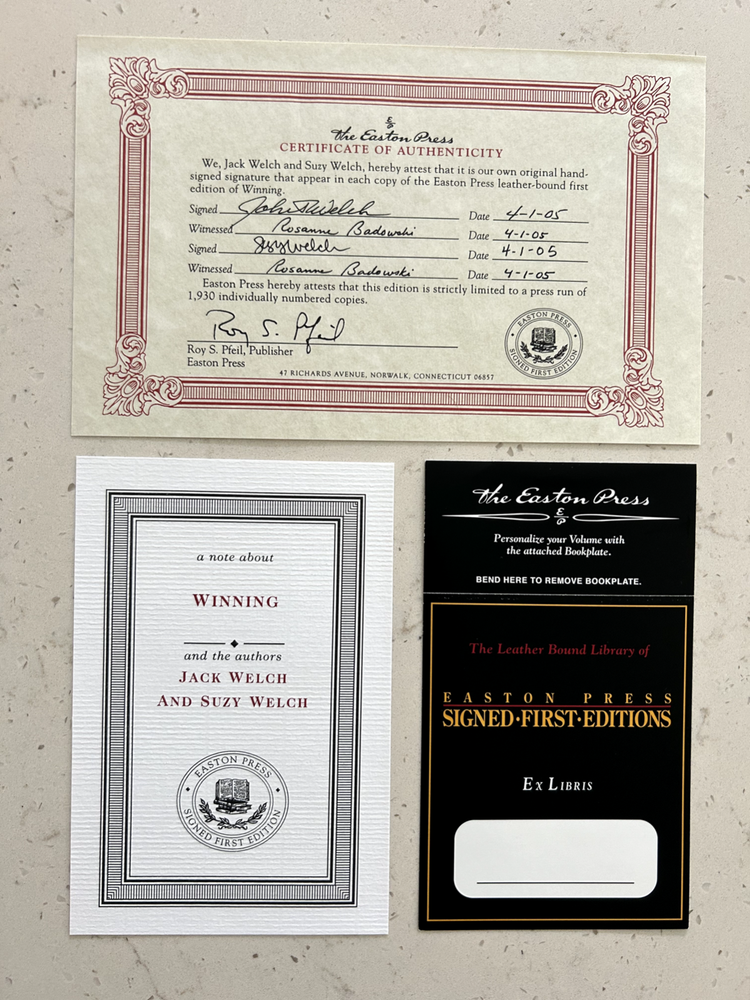 The Easton Press
CERTIFICATE OF AUTHENTICITY
We, Jack Welch and Suzy Welch, hereby attest that it is our own original hand-
signed signature that appear in each copy of the Easton Press leather-bound first
edition of Winning.
Signed John F Welch Date 4-1-05
Witnessed Rosanne Badowski Date 4-1-05
Signed Suzy Welch Date 4-1-05
Witnessed Rosanne Badowski Date 4-1-05
Easton Press hereby attests that this edition is strictly limited to a press run of
1,930 individually numbered copies.
Roy S. Pfeil
Roy S. Pfeil, Publisher
Easton Press
47 RICHARDS AVENUE, NORWALK, CONNECTICUT 06857
EASTON PRESS
SIGNED FIRST EDITION
a note about
WINNING
and the authors
JACK WELCH
AND SUZY WELCH
EASTON PRESS
SIGNED FIRST EDITION
The Easton Press
Personalize your Volume with
the attached Bookplate.
BEND HERE TO REMOVE BOOKPLATE.
The Leather Bound Library of
EASTON PRESS
SIGNED·FIRST·EDITIONS
EX LIBRIS